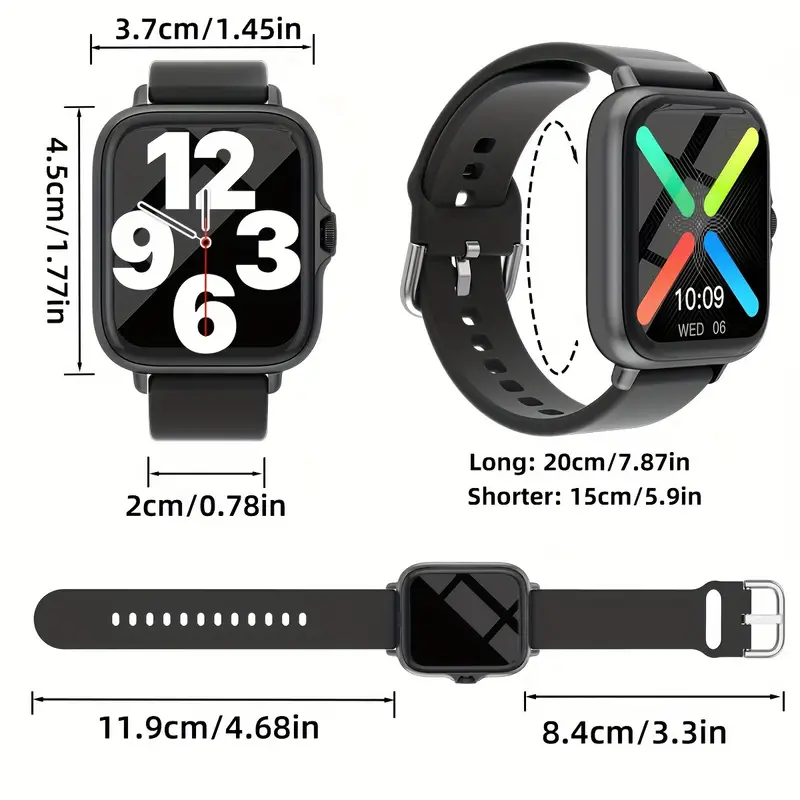 3.7cm/1.45in
4.5cm/1.77in
12
9
3
6
10:09
WED 06
2cm/0.78in
Long: 20cm/7.87in
Shorter: 15cm/5.9in
11.9cm/4.68in
8.4cm/3.3in